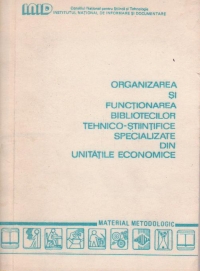 INID
Consiliul Național pentru Știință și Tehnologie
INSTITUTUL NAȚIONAL DE INFORMARE ȘI DOCUMENTARE
ORGANIZAREA
ȘI
FUNCȚIONAREA
BIBLIOTECILOR
TEHNICO-ȘTIINȚIFICE
SPECIALIZATE
DIN
UNITĂȚILE ECONOMICE
MATERIAL METODOLOGIC